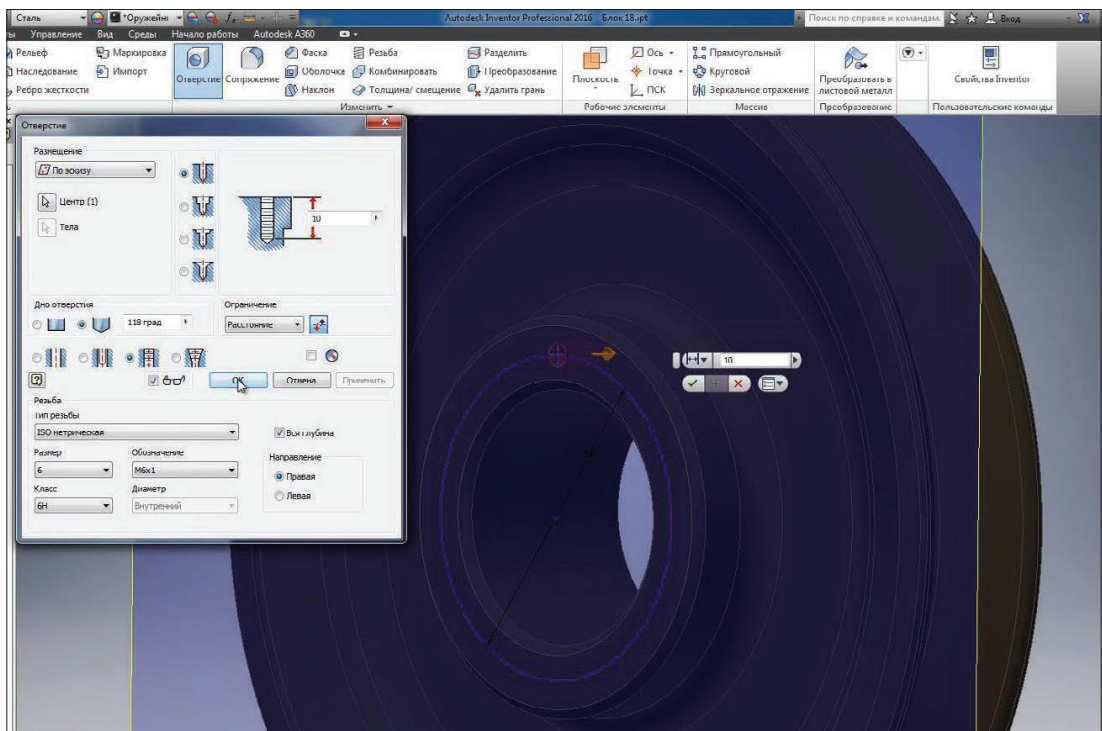 Сталь *Оружейнь fx Autodesk Inventor Professional 2016 Блок 18.ipt Поиск по справке и командам. Вход
ты Управление Вид Среды Начало работы Autodesk A360
Рельеф Маркировка Фаска Резьба Разделить Ось Прямоугольный
Наследование Импорт Отверстие Сопряжение Оболочка Комбинировать Преобразование Плоскость Точка Круговой Преобразовать в листовой металл Свойства Inventor
Ребро жесткости Наклон Толщина/ смещение Удалить грань ПСК Зеркальное отражение
Изменить Рабочие элементы Массив Преобразование Пользовательские команды
Отверстие
Размещение
По эскизу
Центр (1)
10
Тела
Дно отверстия Ограничение
118 град Расстояние
10
OK Отмена Применить
Резьба
Тип резьбы
ISO метрическая Вся глубина
Размер Обозначение Направление
6 M6x1 Правая
Класс Диаметр Левая
6H Внутренний